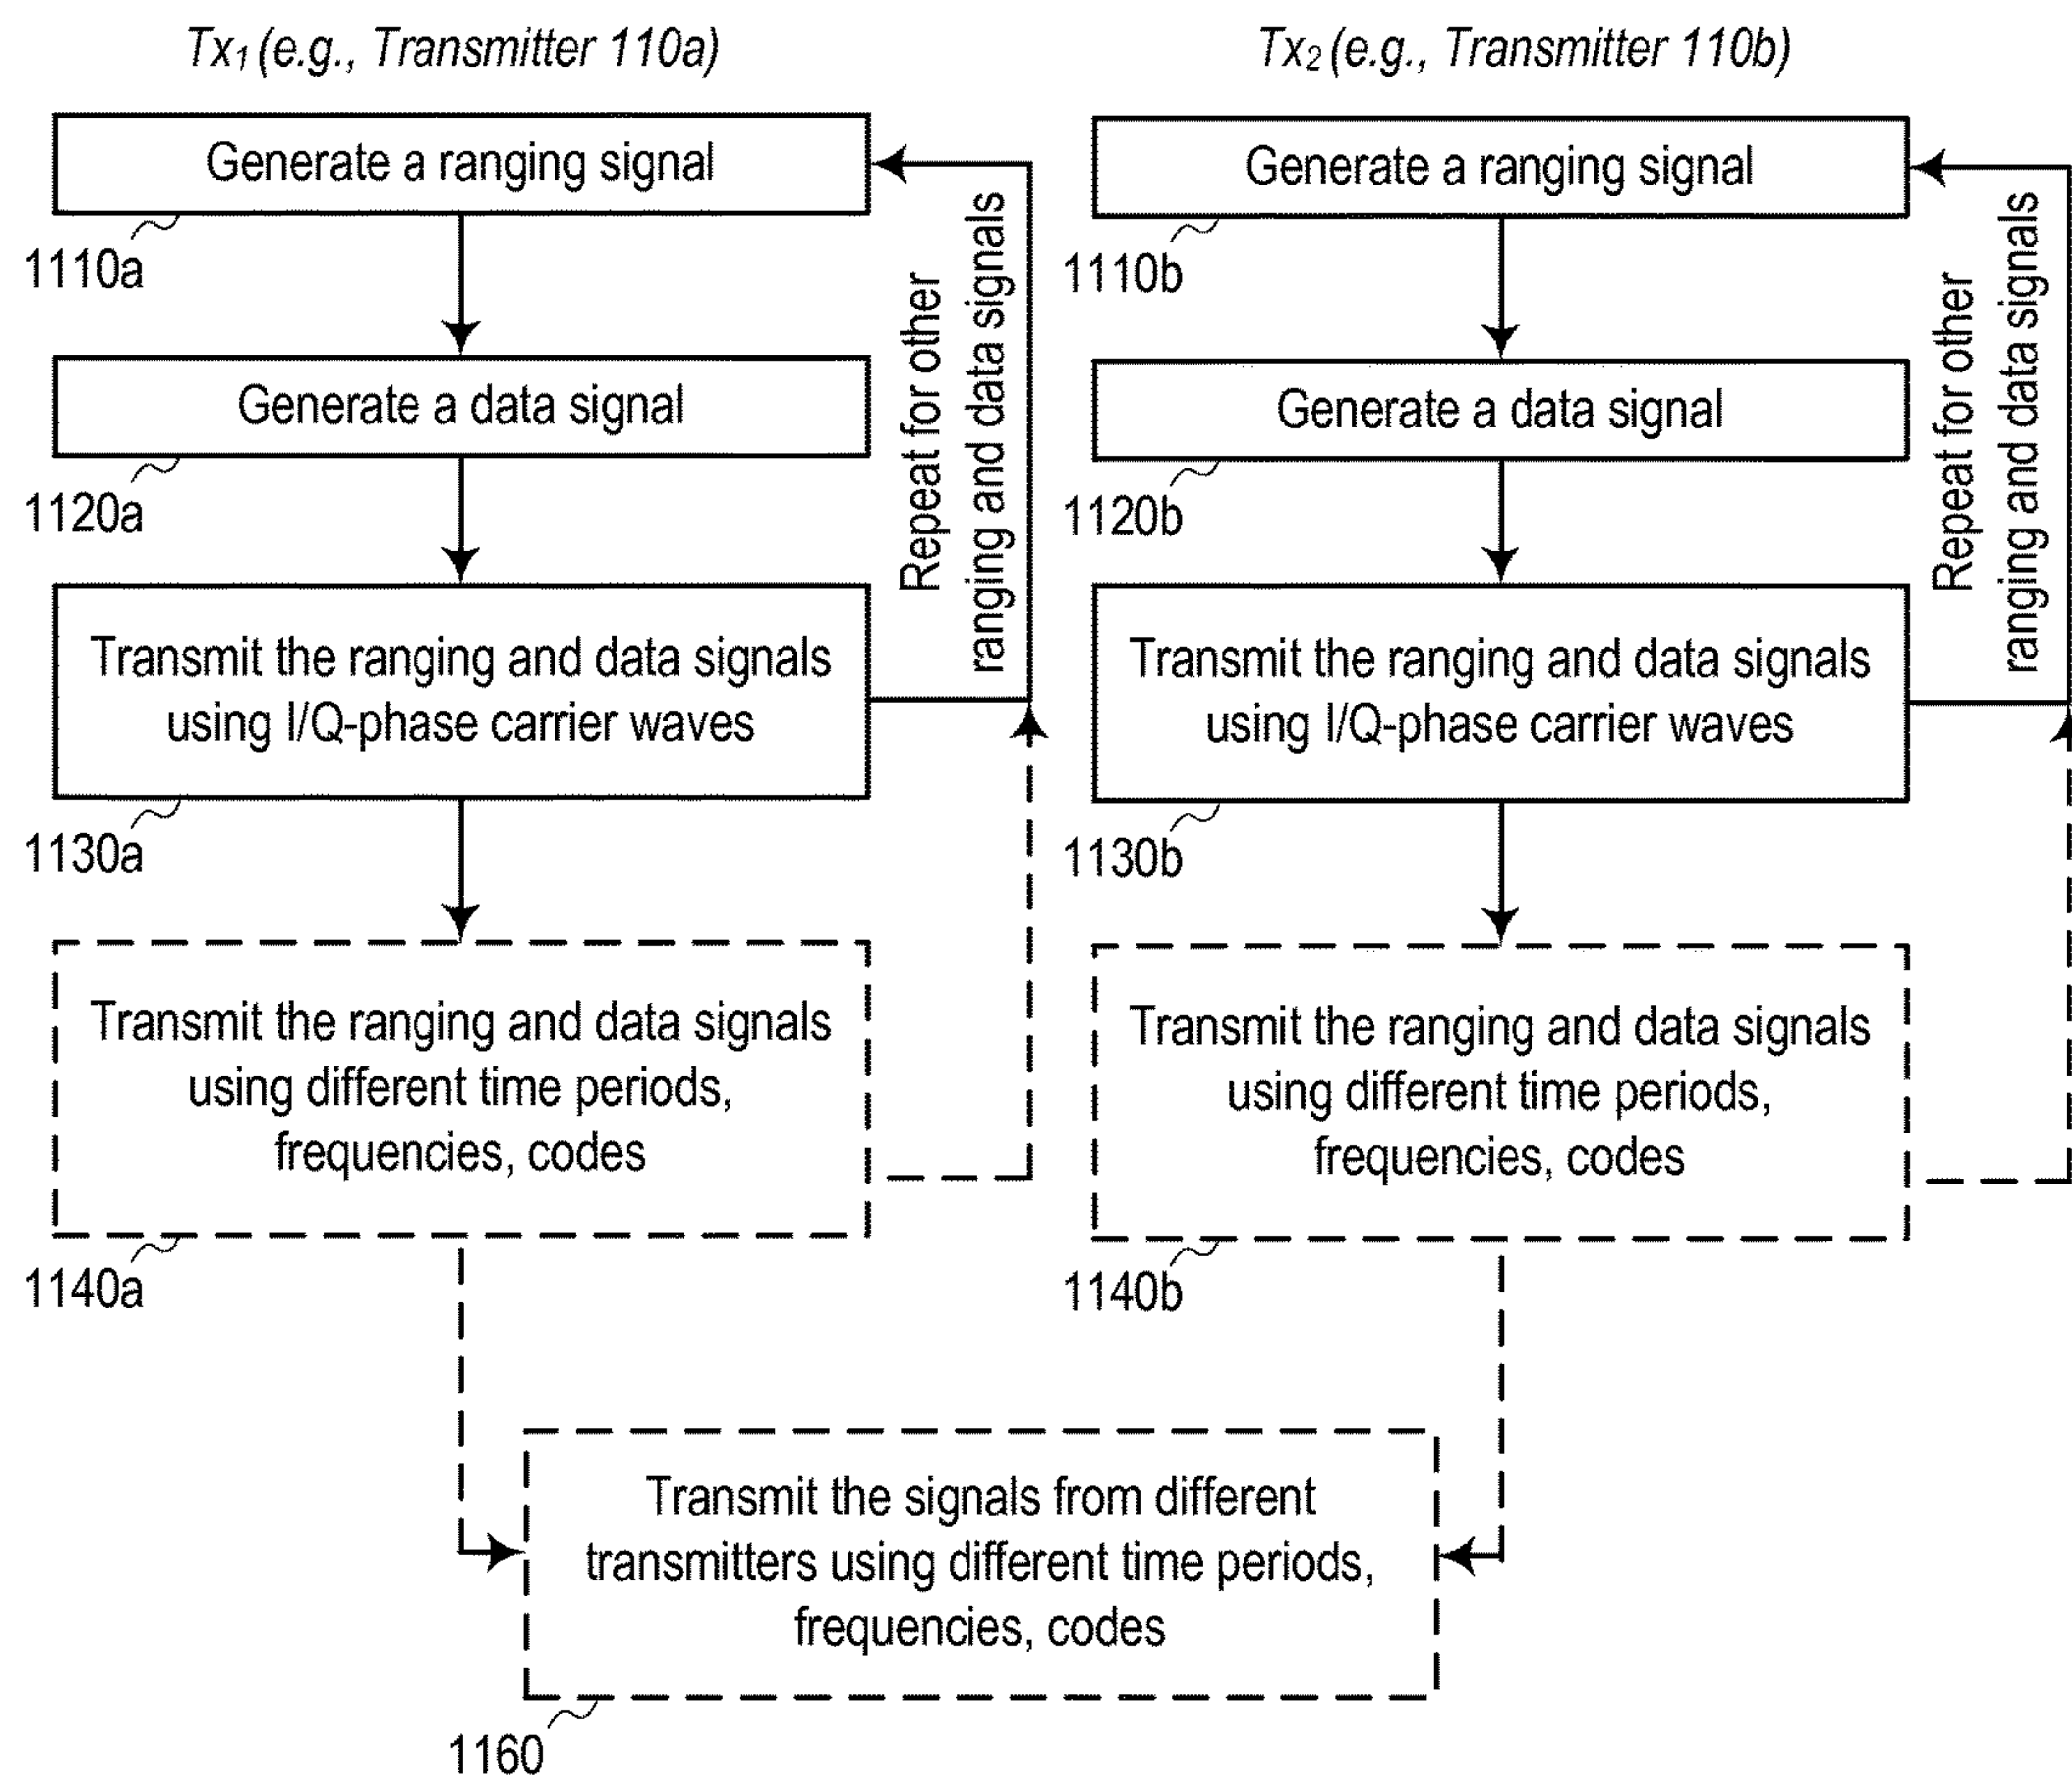 Tx1 (e.g., Transmitter 110a)
Generate a ranging signal
1110a
Generate a data signal
1120a
Transmit the ranging and data signals
using I/Q-phase carrier waves
1130a
Repeat for other
ranging and data signals
Transmit the ranging and data signals
using different time periods,
frequencies, codes
1140a
Tx2 (e.g., Transmitter 110b)
Generate a ranging signal
1110b
Generate a data signal
1120b
Transmit the ranging and data signals
using I/Q-phase carrier waves
1130b
Repeat for other
ranging and data signals
Transmit the ranging and data signals
using different time periods,
frequencies, codes
1140b
Transmit the signals from different
transmitters using different time periods,
frequencies, codes
1160